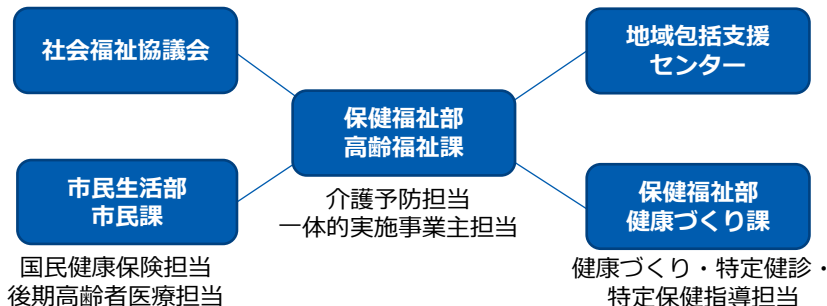 社会福祉協議会
地域包括支援
センター
保健福祉部
高齢福祉課
介護予防担当
一体的実施事業主担当
市民生活部
市民課
国民健康保険担当
後期高齢者医療担当
保健福祉部
健康づくり課
健康づくり・特定健診・
特定保健指導担当